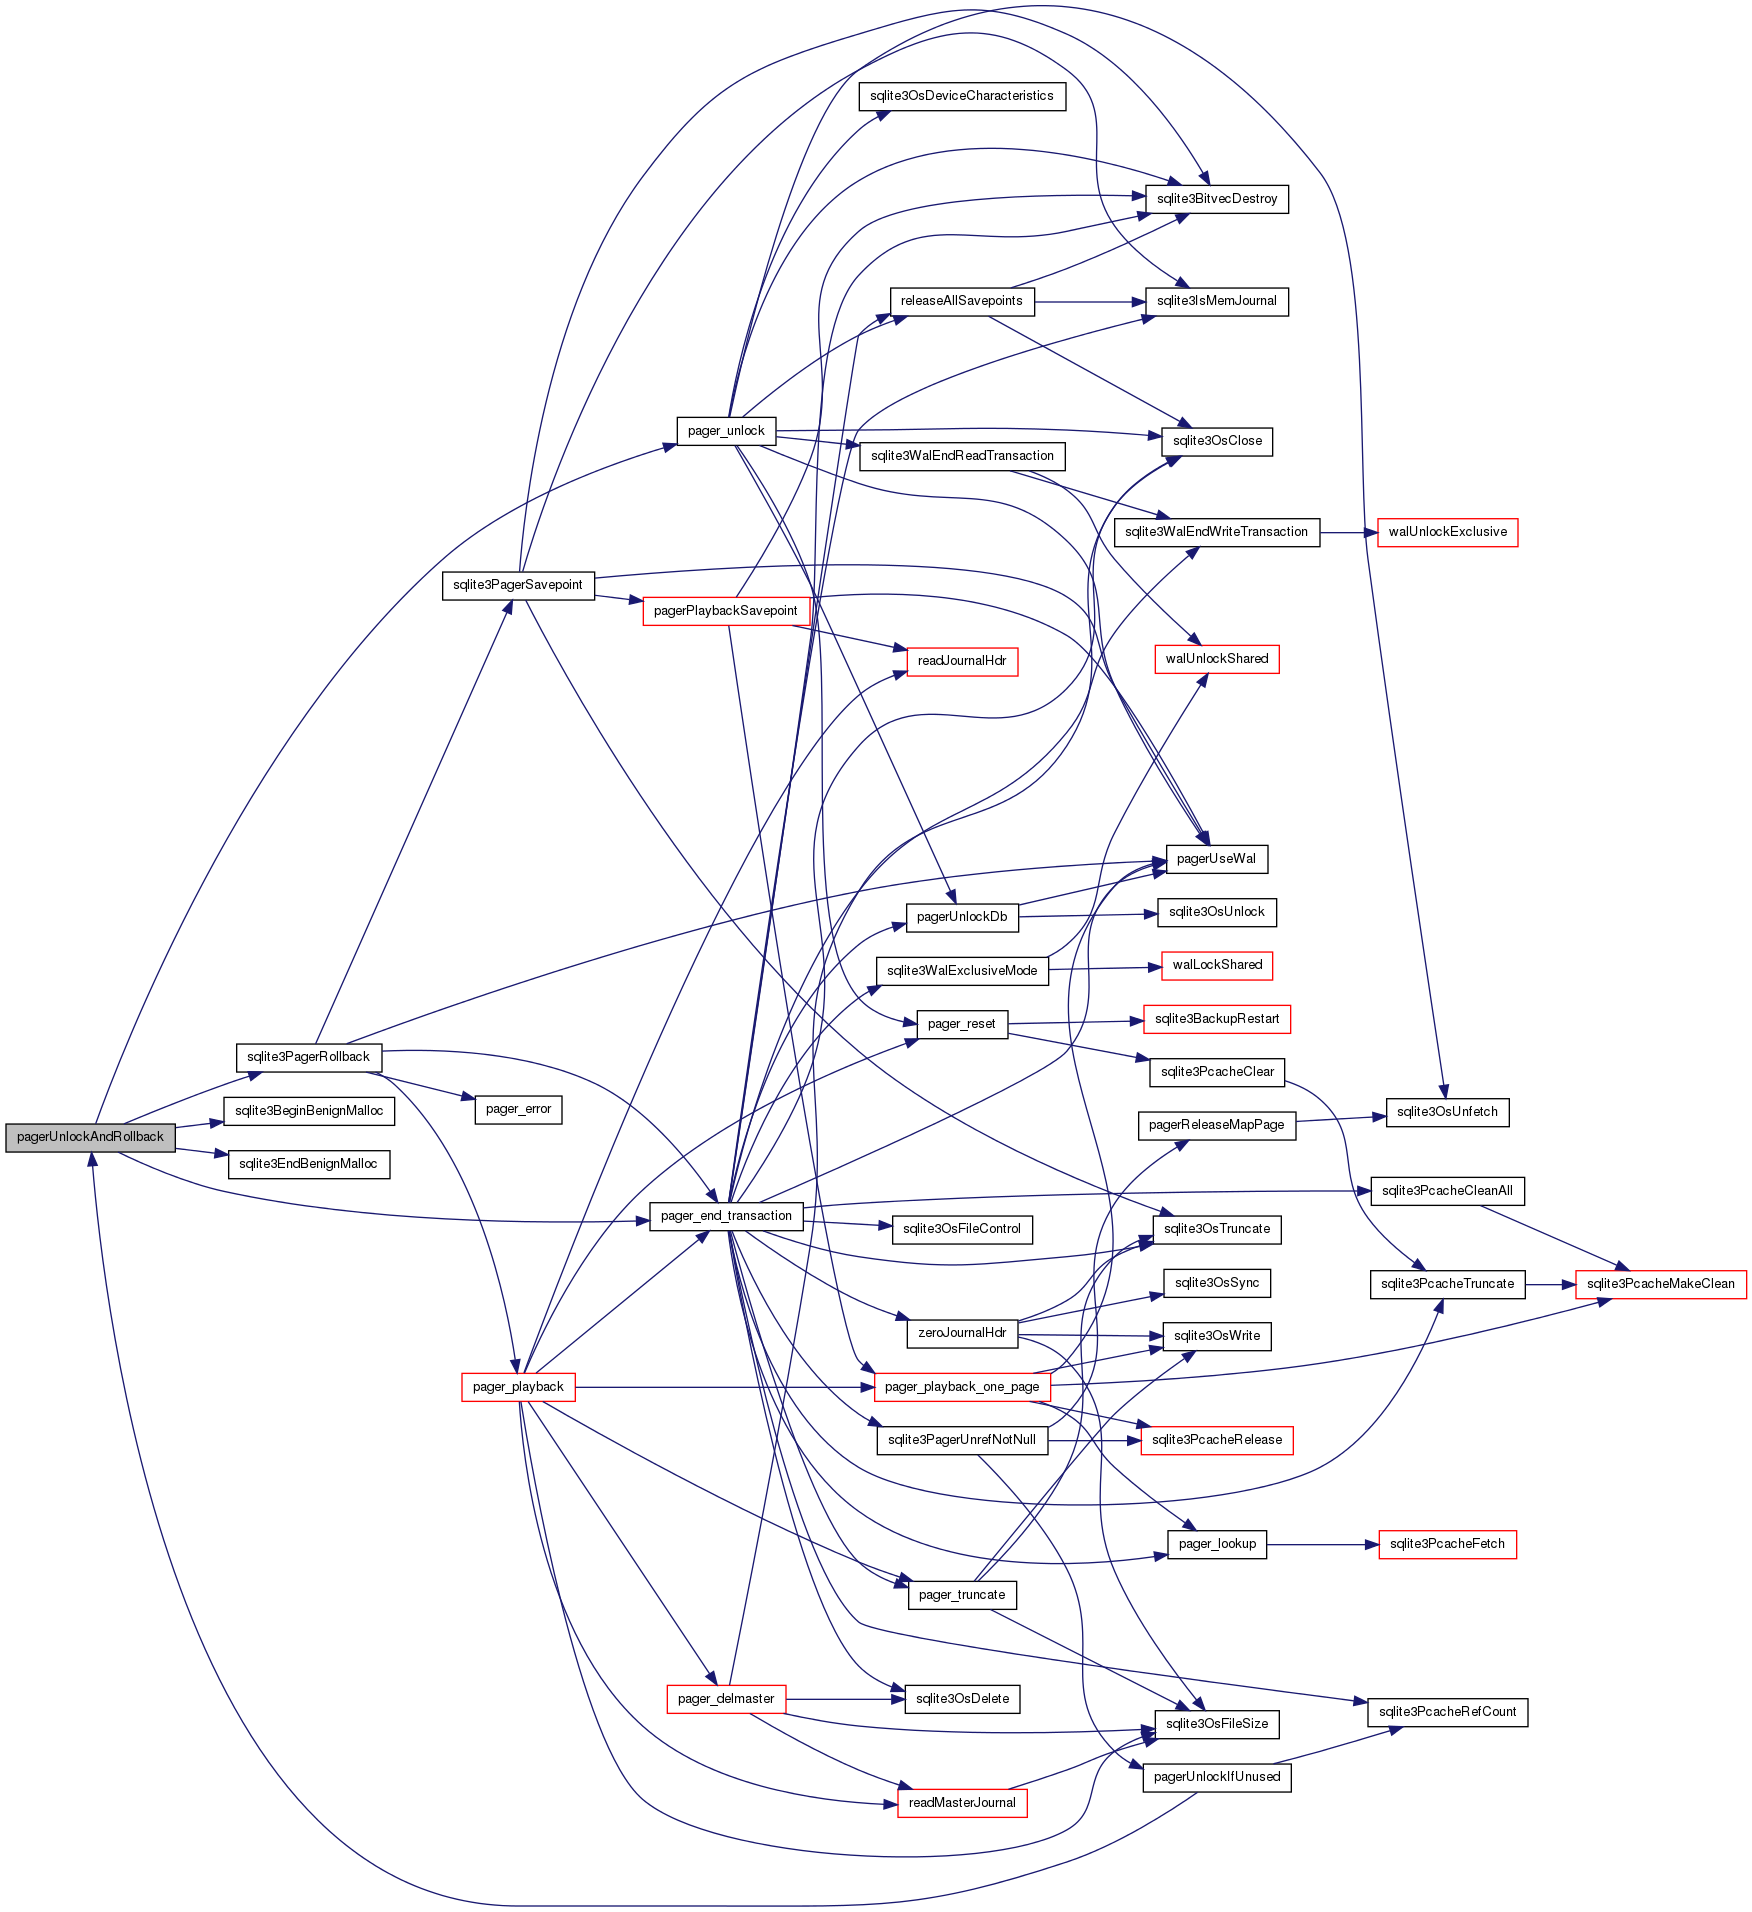 sqlite3OsDeviceCharacteristics
sqlite3BitvecDestroy
releaseAllSavepoints
sqlite3IsMemJournal
pager_unlock
sqlite3OsClose
sqlite3WalEndReadTransaction
sqlite3WalEndWriteTransaction
walUnlockExclusive
sqlite3PagerSavepoint
pagerPlaybackSavepoint
readJournalHdr
walUnlockShared
pagerUseWal
pagerUnlockDb
sqlite3OsUnlock
sqlite3WalExclusiveMode
walLockShared
pager_reset
sqlite3BackupRestart
sqlite3PagerRollback
sqlite3PcacheClear
sqlite3BeginBenignMalloc
pager_error
sqlite3OsUnfetch
pagerReleaseMapPage
pagerUnlockAndRollback
sqlite3EndBenignMalloc
sqlite3PcacheCleanAll
pager_end_transaction
sqlite3OsFileControl
sqlite3OsTruncate
sqlite3OsSync
sqlite3PcacheTruncate
sqlite3PcacheMakeClean
zeroJournalHdr
sqlite3OsWrite
pager_playback
pager_playback_one_page
sqlite3PagerUnrefNotNull
sqlite3PcacheRelease
pager_lookup
sqlite3PcacheFetch
pager_truncate
pager_delmaster
sqlite3OsDelete
sqlite3PcacheRefCount
sqlite3OsFileSize
pagerUnlockIfUnused
readMasterJournal